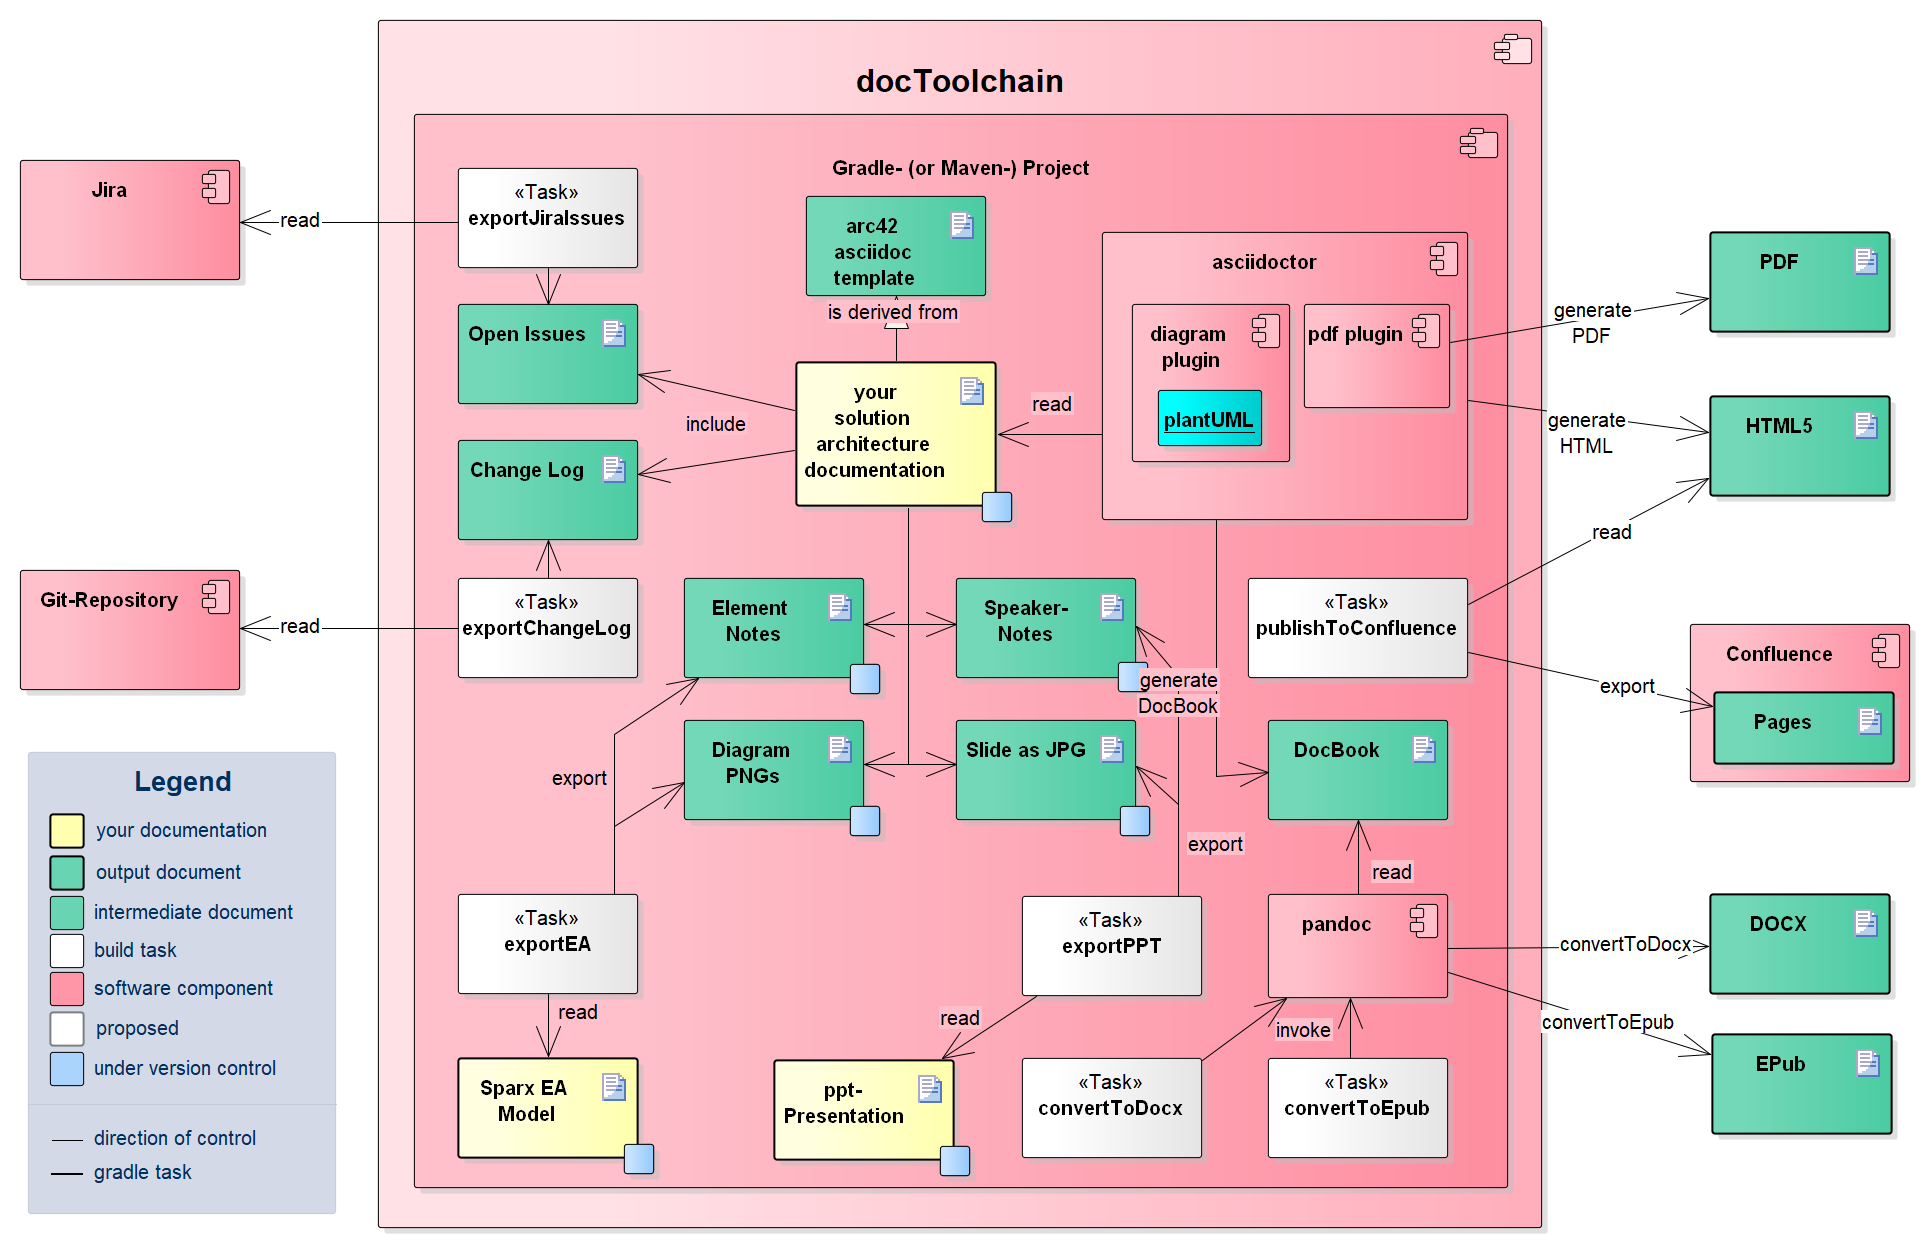 docToolchain
Gradle- (or Maven-) Project
Jira
read
«Task»
exportJiraIssues
arc42
asciidoc
template
is derived from
asciidoctor
diagram
plugin
plantUML
pdf plugin
generate
PDF
PDF
Open Issues
your
solution
architecture
documentation
read
include
generate
HTML
HTML5
Change Log
read
Git-Repository
read
«Task»
exportChangeLog
Element
Notes
Speaker-
Notes
«Task»
publishToConfluence
generate
DocBook
export
Confluence
Pages
Diagram
PNGs
Slide as JPG
DocBook
export
export
read
Legend
your documentation
output document
intermediate document
build task
software component
proposed
under version control
direction of control
gradle task
«Task»
exportEA
read
«Task»
exportPPT
read
pandoc
convertToDocx
DOCX
convertToEpub
EPub
invoke
Sparx EA
Model
ppt-
Presentation
«Task»
convertToDocx
«Task»
convertToEpub